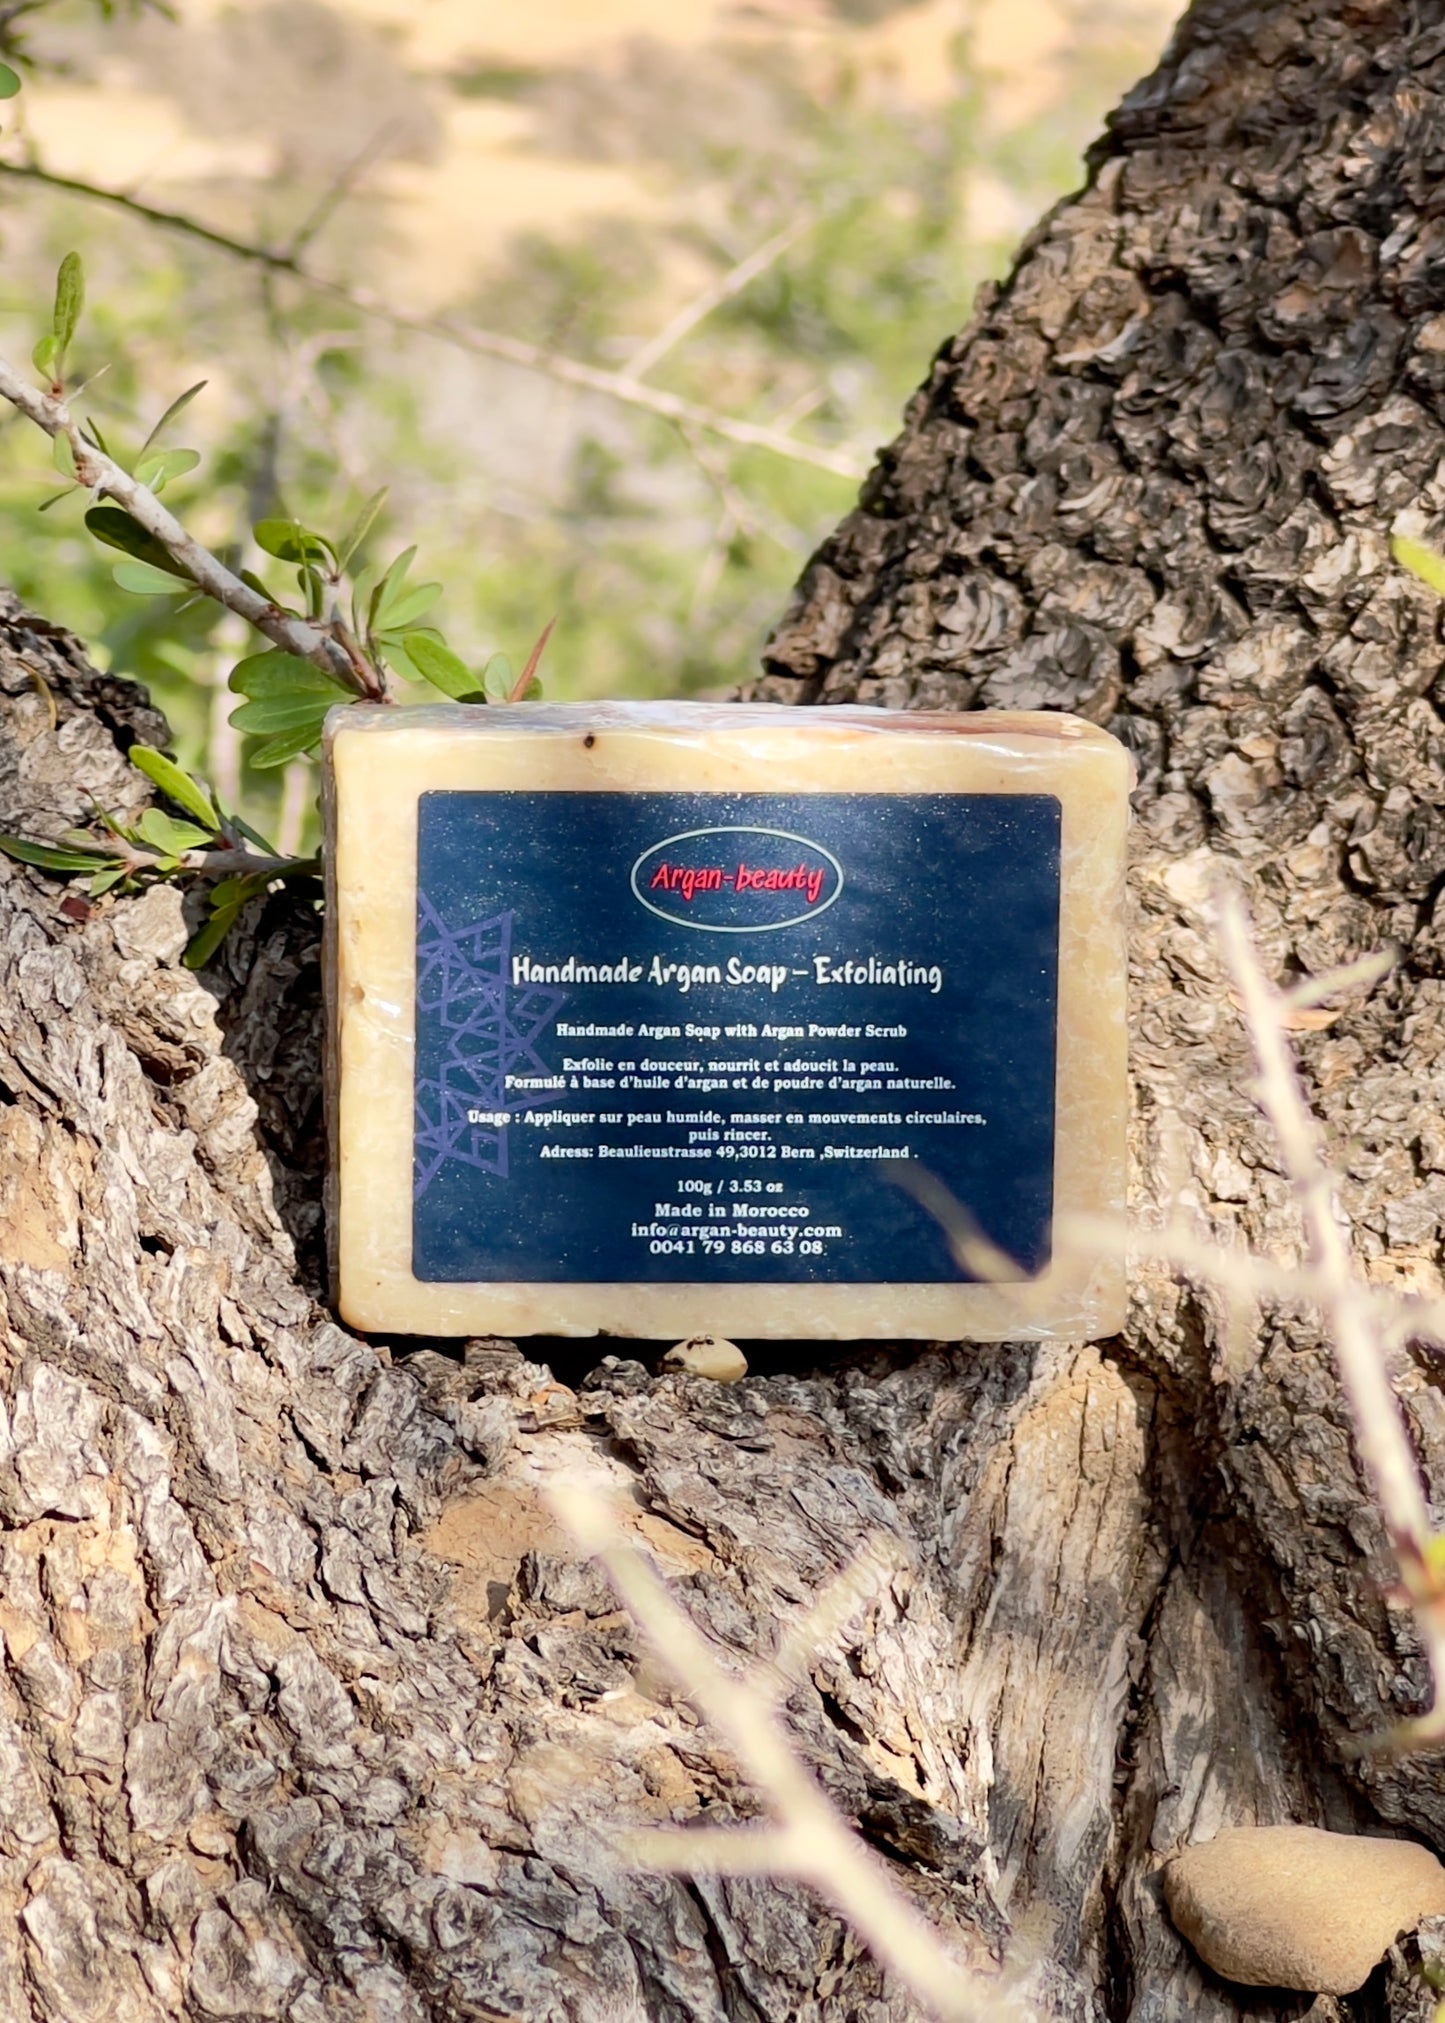 Argan-beauty
Handmade Argan Soap – Exfoliating
Handmade Argan Soap with Argan Powder Scrub
Exfolie en douceur, nourrit et adoucit la peau.
Formulé à base d'huile d'argan et de poudre d'argan naturelle.
Usage : Appliquer sur peau humide, masser en mouvements circulaires,
puis rincer.
Adress: Beaulieustrasse 49,3012 Bern ,Switzerland .
100g / 3.53 oz
Made in Morocco
info@argan-beauty.com
0041 79 868 63 08